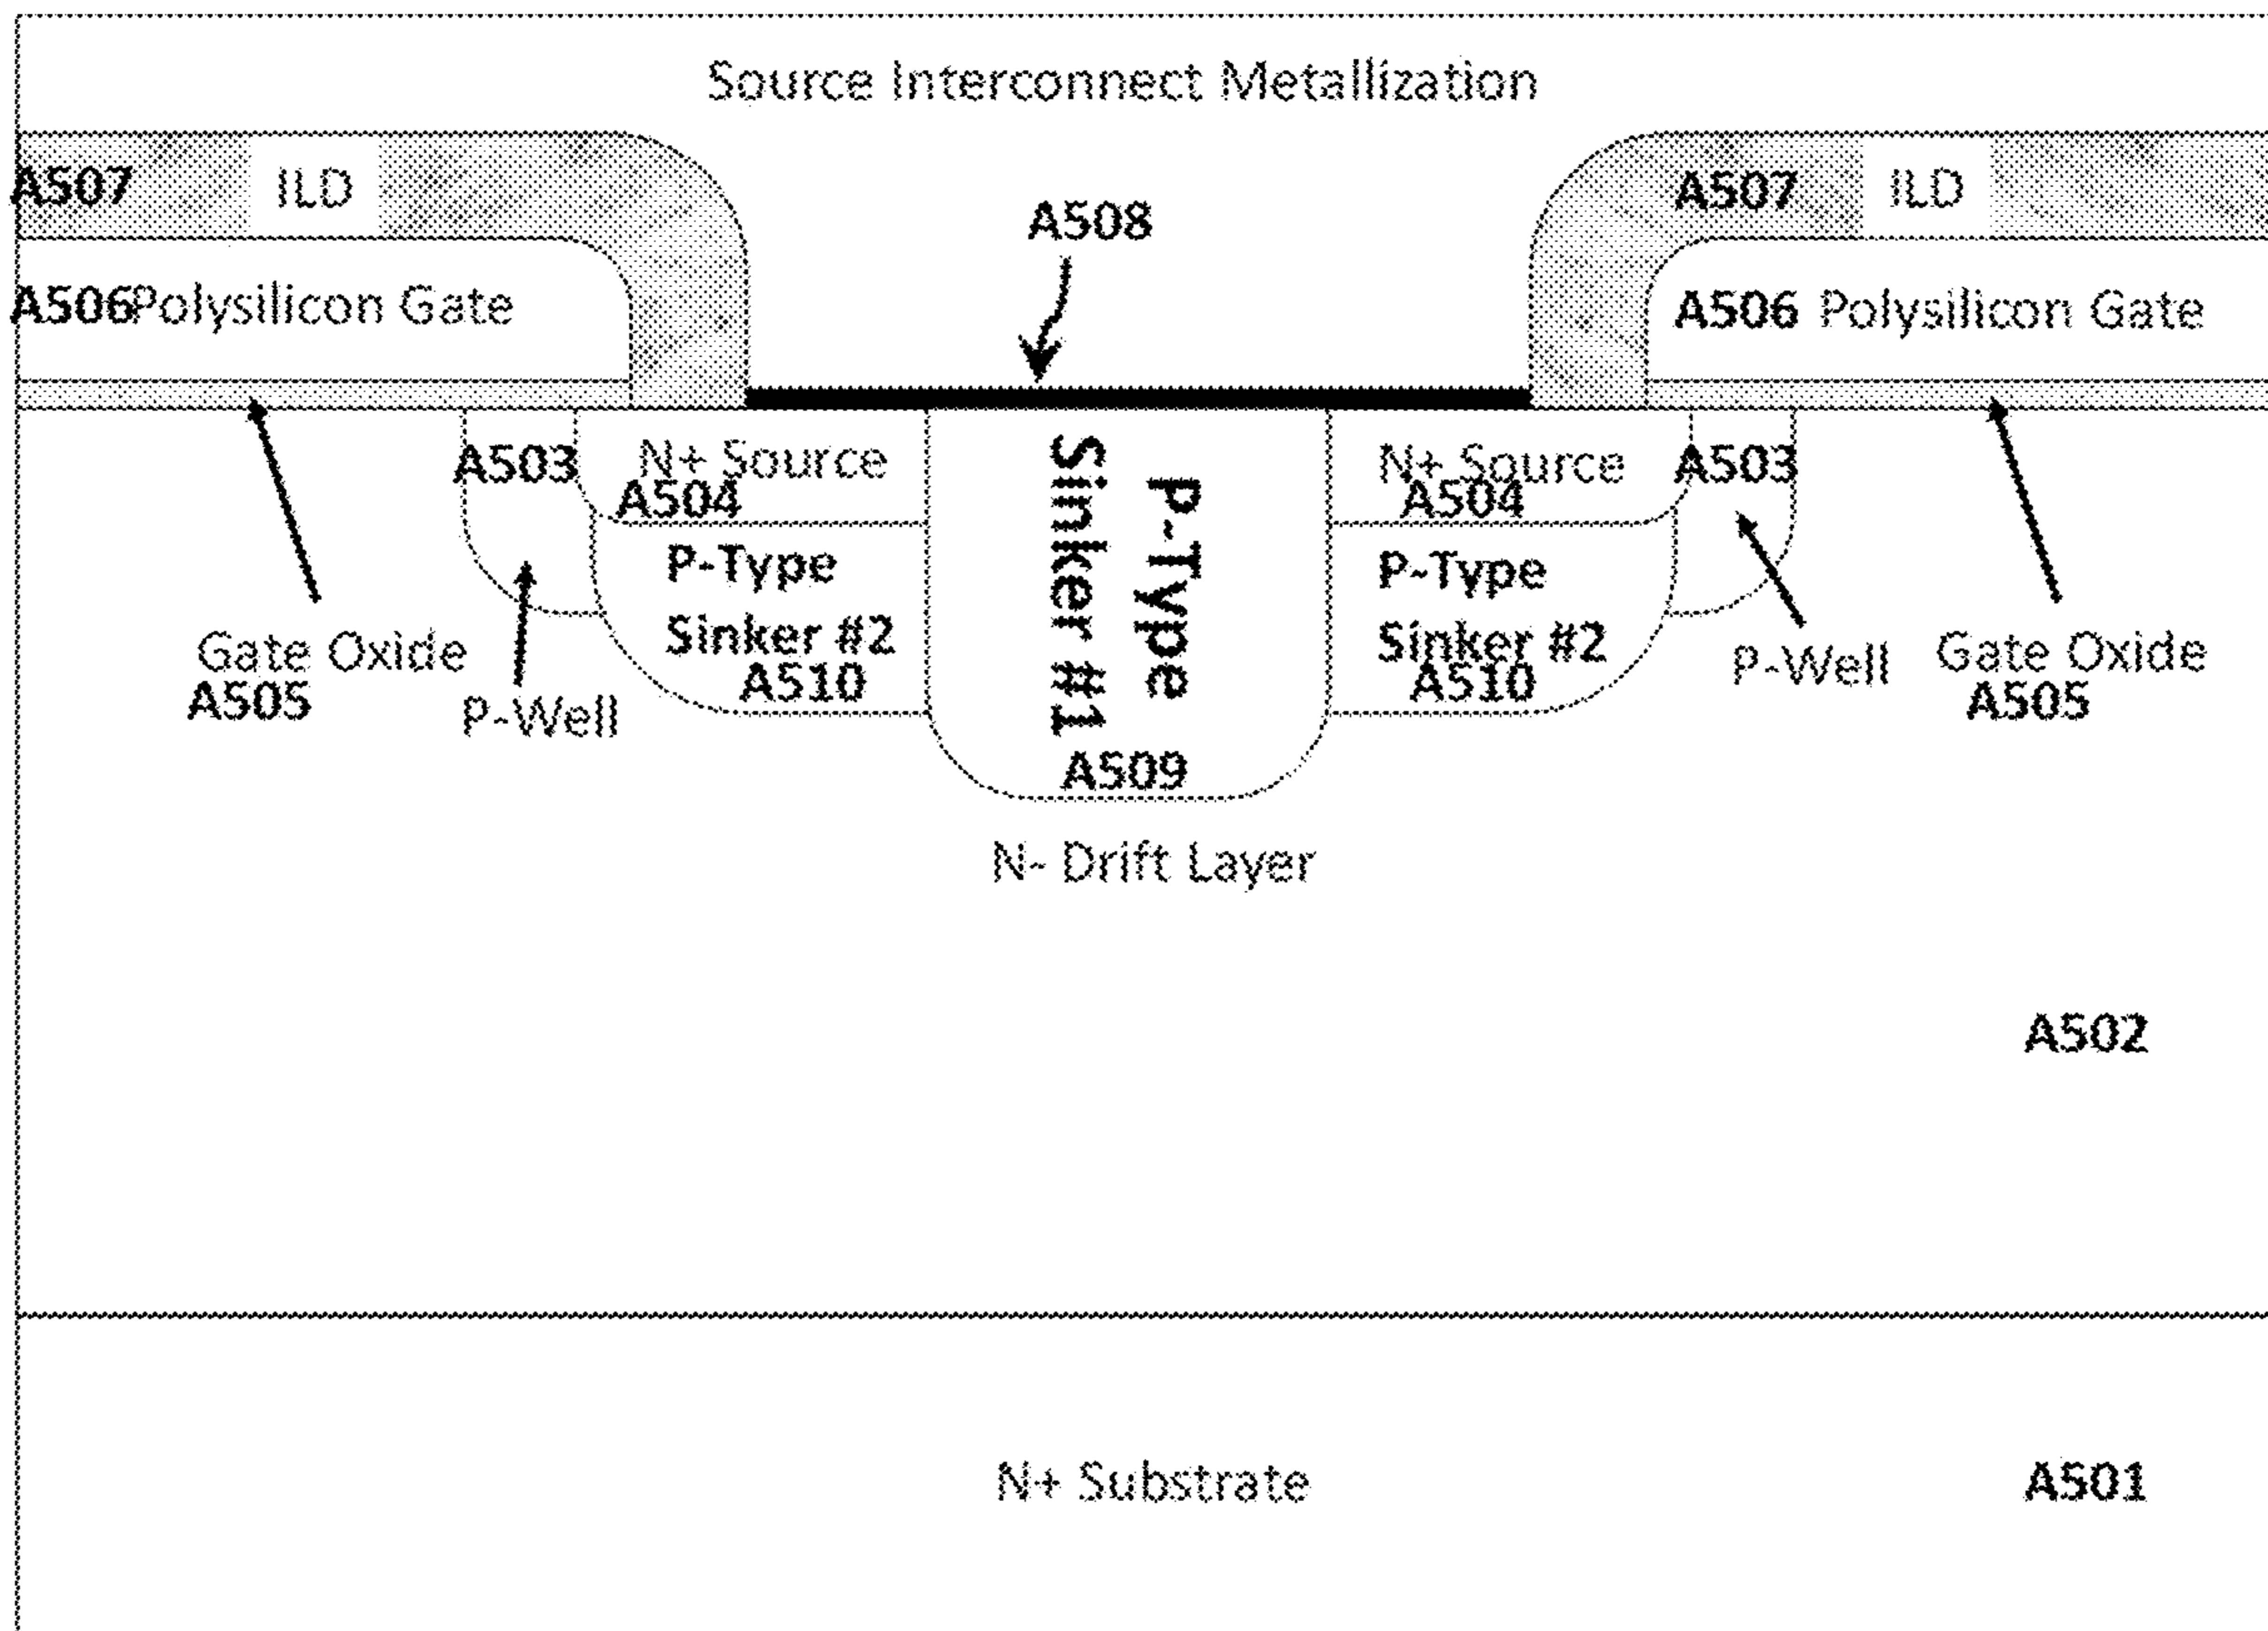 Source Interconnect Metallization
A507 ILD
A507 ILD
A508
A506 Polysilicon Gate
A506 Polysilicon Gate
A503
N+ Source
A504
N+ Source
A504
A503
P-Type
Sinker #2
A510
P-Type
Sinker #1
A509
P-Type
Sinker #2
A510
Gate Oxide
A505
P-Well
P-Well
Gate Oxide
A505
N- Drift Layer
A502
N+ Substrate
A501